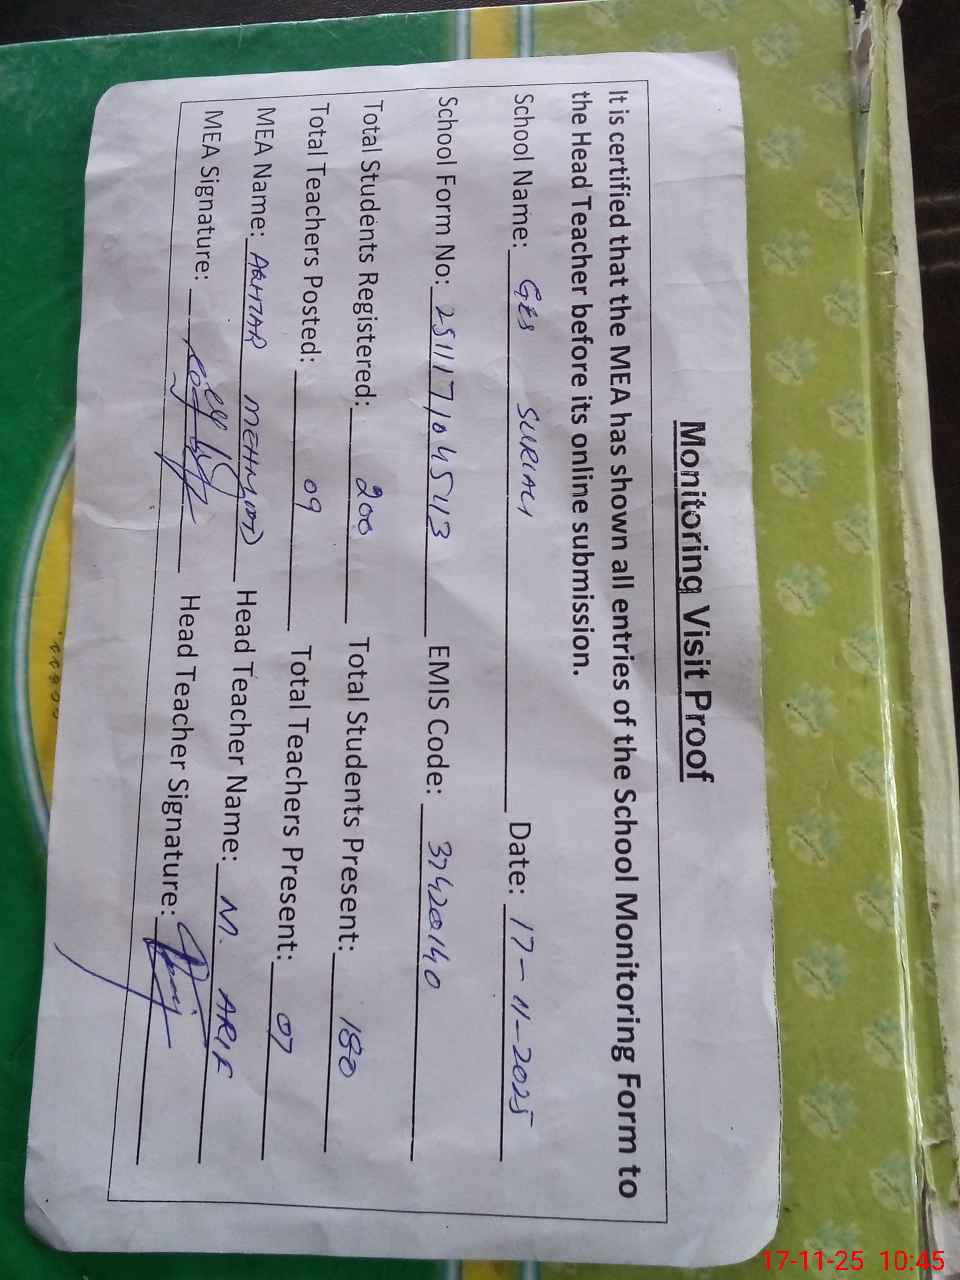 Monitoring Visit Proof
It is certified that the MEA has shown all entries of the School Monitoring Form to
the Head Teacher before its online submission.
School Name: GES SURIALI Date: 17-11-2025
School Form No: 251117104513 EMIS Code: 37420140
Total Students Registered: 200 Total Students Present: 180
Total Teachers Posted: 09 Total Teachers Present: 07
MEA Name: AKHTAR MEHMOOD Head Teacher Name: M. ARIF
MEA Signature: Head Teacher Signature:
17-11-25 10:45